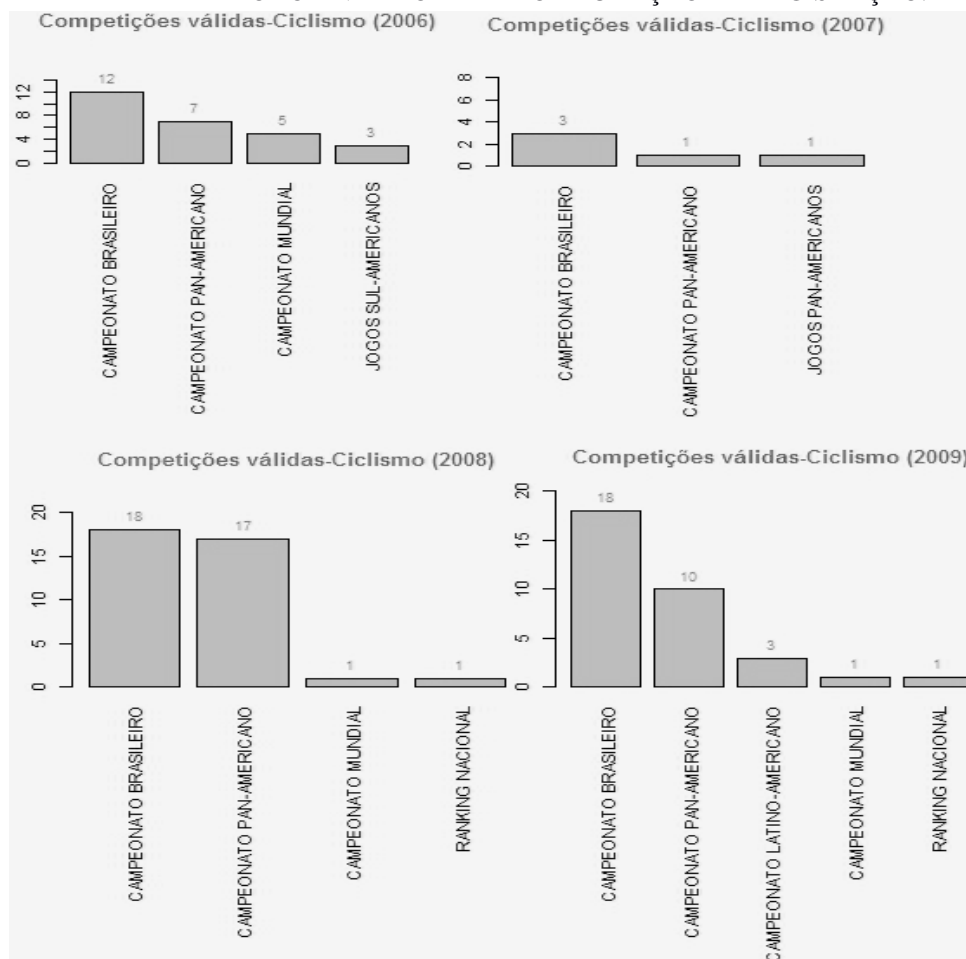 Competições válidas-Ciclismo (2006)
12
7
5
3
0
4
8
12
CAMPEONATO BRASILEIRO
CAMPEONATO PAN-AMERICANO
CAMPEONATO MUNDIAL
JOGOS SUL-AMERICANOS
Competições válidas-Ciclismo (2007)
3
1
1
0
2
4
6
8
CAMPEONATO BRASILEIRO
CAMPEONATO PAN-AMERICANO
JOGOS PAN-AMERICANOS
Competições válidas-Ciclismo (2008)
18
17
1
1
0
5
10
15
20
CAMPEONATO BRASILEIRO
CAMPEONATO PAN-AMERICANO
CAMPEONATO MUNDIAL
RANKING NACIONAL
Competições válidas-Ciclismo (2009)
18
10
3
1
1
0
5
10
15
20
CAMPEONATO BRASILEIRO
CAMPEONATO PAN-AMERICANO
CAMPEONATO LATINO-AMERICANO
CAMPEONATO MUNDIAL
RANKING NACIONAL